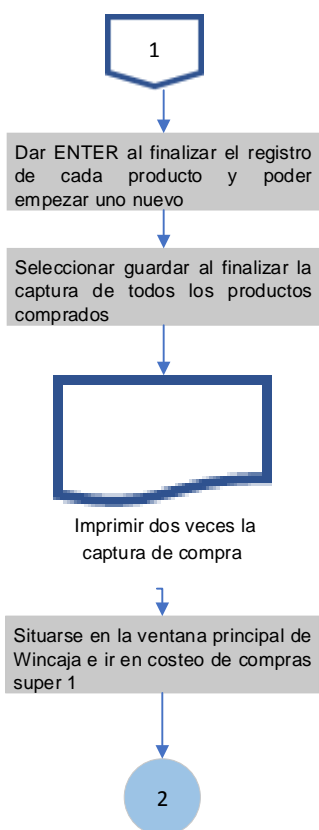 1
Dar ENTER al finalizar el registro
de cada producto y poder
empezar uno nuevo
Seleccionar guardar al finalizar la
captura de todos los productos
comprados
Imprimir dos veces la
captura de compra
Situarse en la ventana principal de
Wincaja e ir en costeo de compras
super 1
2